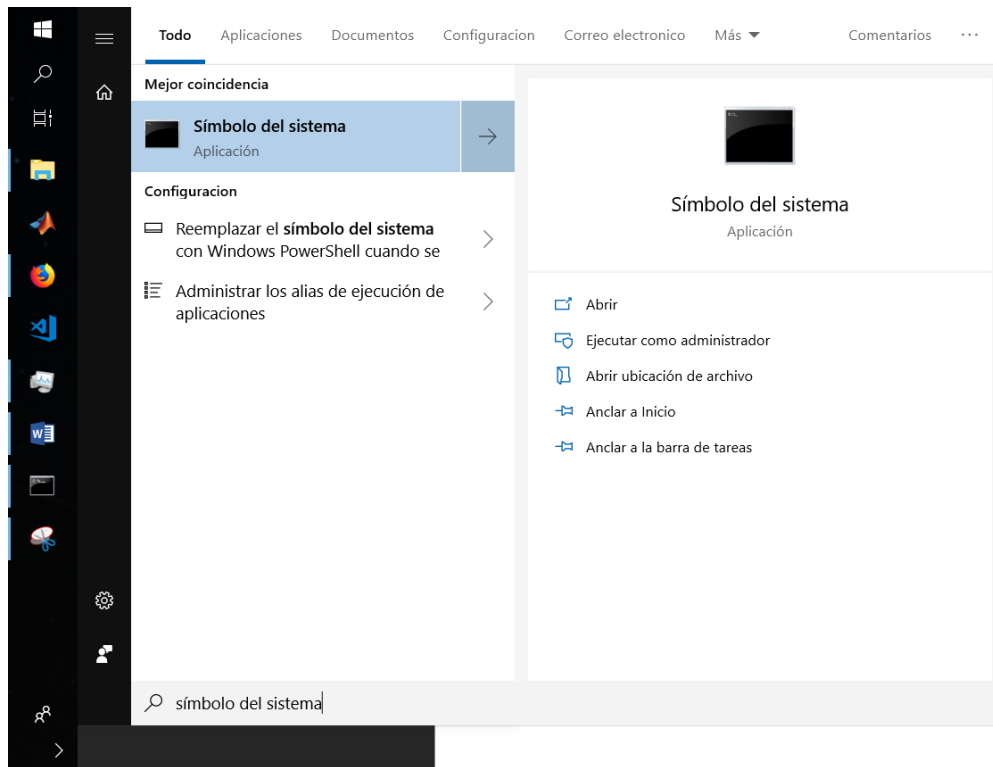 Todo Aplicaciones Documentos Configuracion Correo electronico Más Comentarios ...
Mejor coincidencia
Símbolo del sistema
Aplicación
Configuracion
Reemplazar el símbolo del sistema
con Windows PowerShell cuando se
Administrar los alias de ejecución de
aplicaciones
Símbolo del sistema
Aplicación
Abrir
Ejecutar como administrador
Abrir ubicación de archivo
Anclar a Inicio
Anclar a la barra de tareas
símbolo del sistema